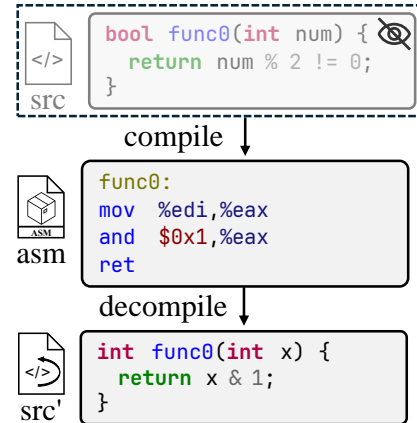 bool func0(int num) {
return num % 2 != 0;
}
</>
src
compile
func0:
mov %edi,%eax
and $0x1,%eax
ret
ASM
asm
decompile
int func0(int x) {
return x & 1;
}
</>
src'